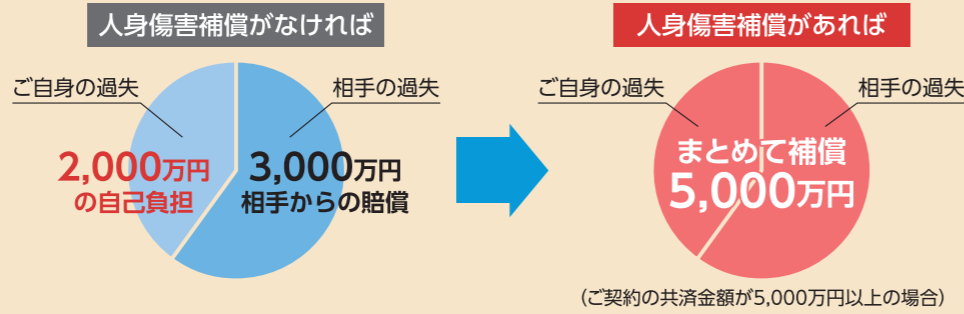 人身傷害補償がなければ
ご自身の過失
相手の過失
2,000万円
の自己負担
3,000万円
相手からの賠償
人身傷害補償があれば
ご自身の過失
相手の過失
まとめて補償
5,000万円
（ご契約の共済金額が5,000万円以上の場合）